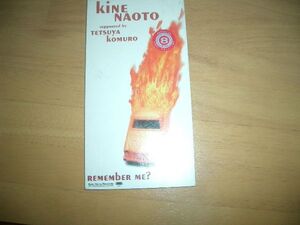 kiNE
NAOTO
supported by
TETSUYA
KOMURO
REMEMBER ME?